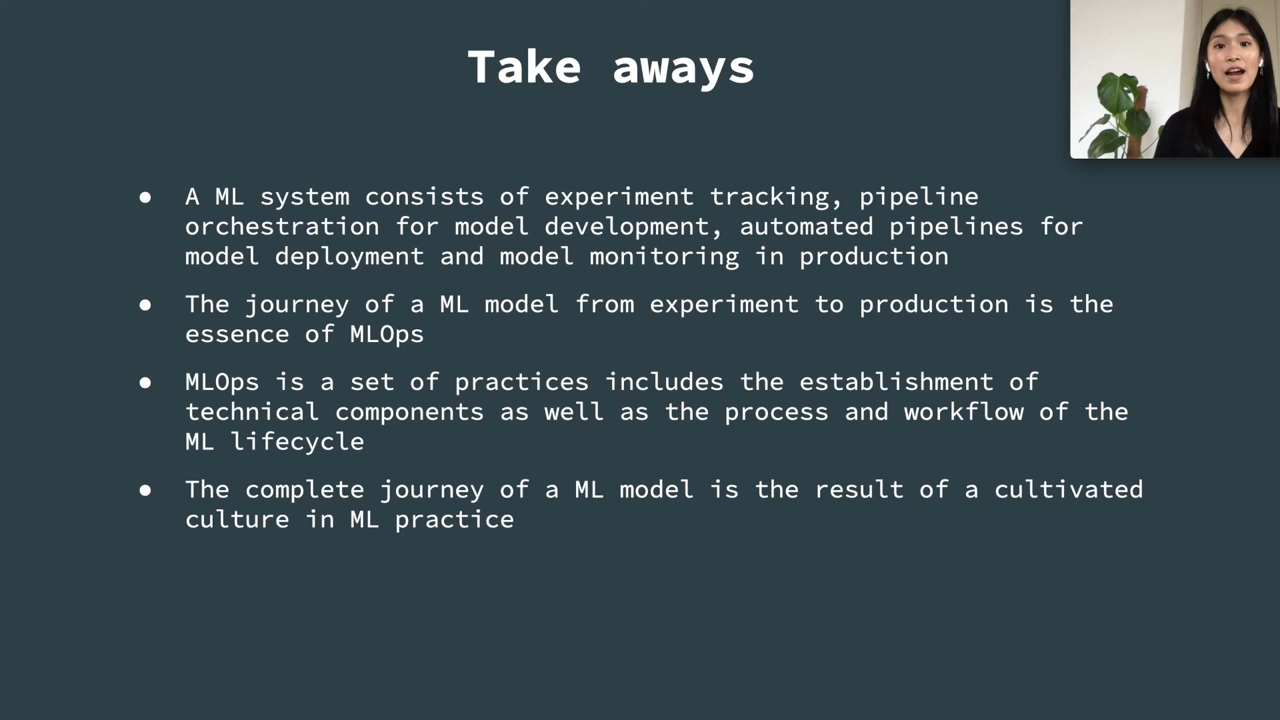 Take aways
● A ML system consists of experiment tracking, pipeline
orchestration for model development, automated pipelines for
model deployment and model monitoring in production
● The journey of a ML model from experiment to production is the
essence of MLOps
● MLOps is a set of practices includes the establishment of
technical components as well as the process and workflow of the
ML lifecycle
● The complete journey of a ML model is the result of a cultivated
culture in ML practice